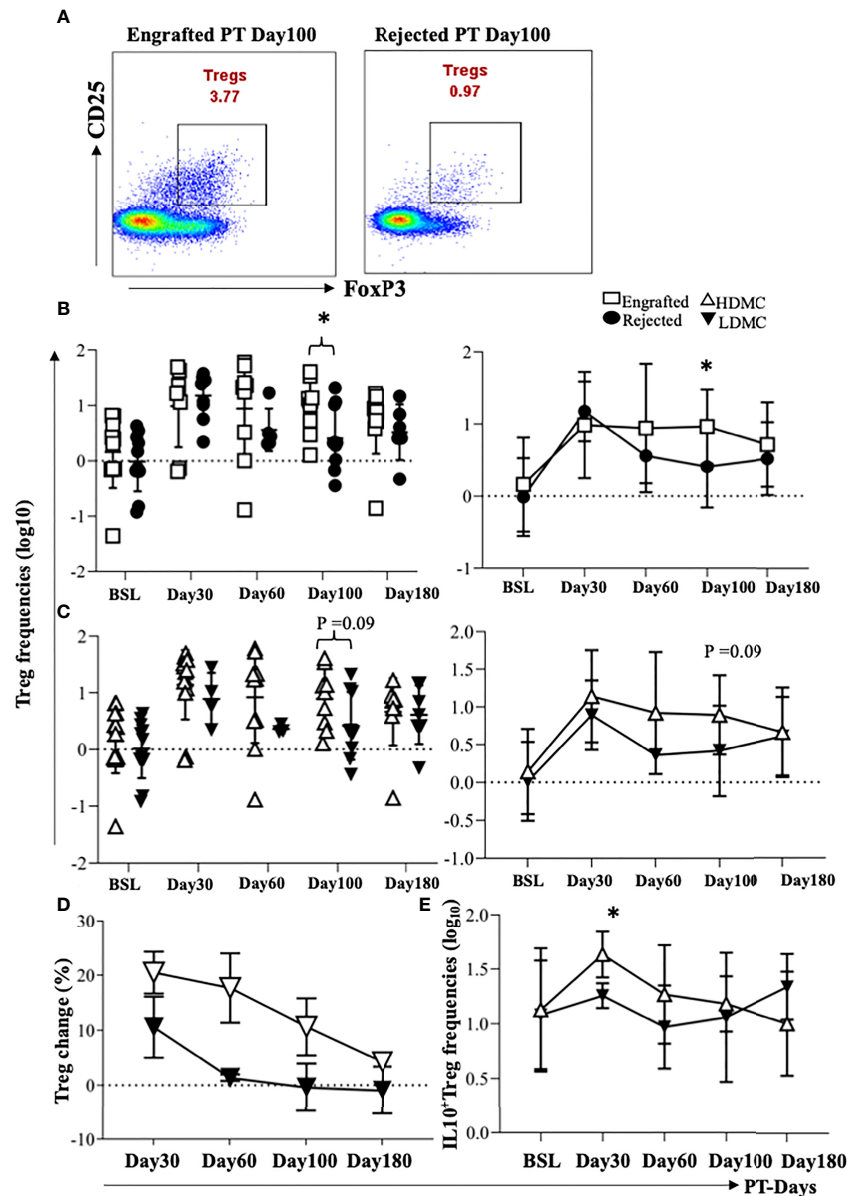 A
Engrafted PT Day100
Rejected PT Day100
Tregs
3.77
Tregs
0.97
CD25
FoxP3
B
Engrafted
HDMC
Rejected
LDMC
*
2
1
0
-1
-2
BSL
Day30
Day60
Day100
Day180
*
2
1
0
-1
BSL
Day30
Day60
Day100
Day180
Treg frequencies (log10)
C
P =0.09
2
1
0
-1
-2
BSL
Day30
Day60
Day100
Day180
P =0.09
2.0
1.5
1.0
0.5
0.0
-0.5
-1.0
BSL
Day30
Day60
Day100
Day180
D
Treg change (%)
30
20
10
0
-10
Day30
Day60
Day100
Day180
E
IL10+Treg frequencies (log10)
*
2.0
1.5
1.0
0.5
0.0
BSL
Day30
Day60
Day100
Day180
PT-Days